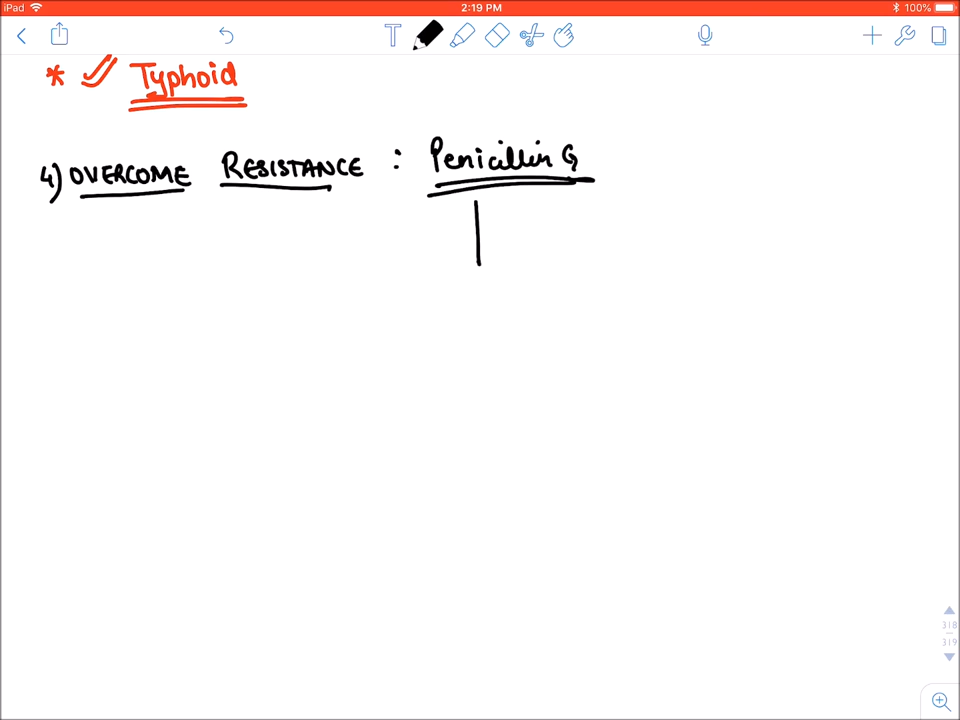 iPad 2:19 PM 100%
T
* Typhoid
4) OVERCOME RESISTANCE : Penicillin G
318
319